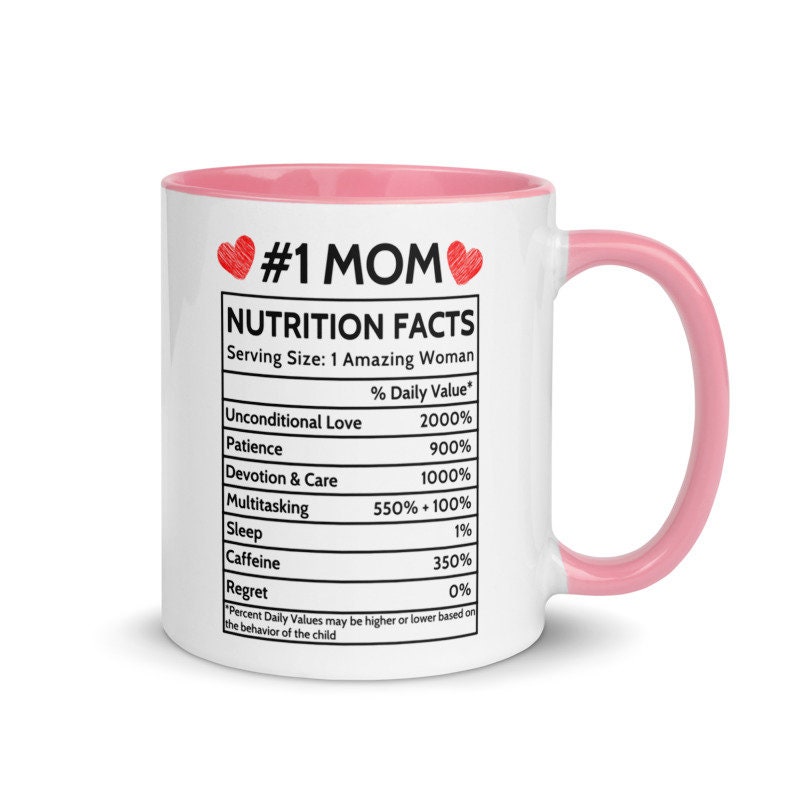 #1 MOM
NUTRITION FACTS
Serving Size: 1 Amazing Woman
% Daily Value*
Unconditional Love 2000%
Patience 900%
Devotion & Care 1000%
Multitasking 550% + 100%
Sleep 1%
Caffeine 350%
Regret 0%
*Percent Daily Values may be higher or lower based on
the behavior of the child